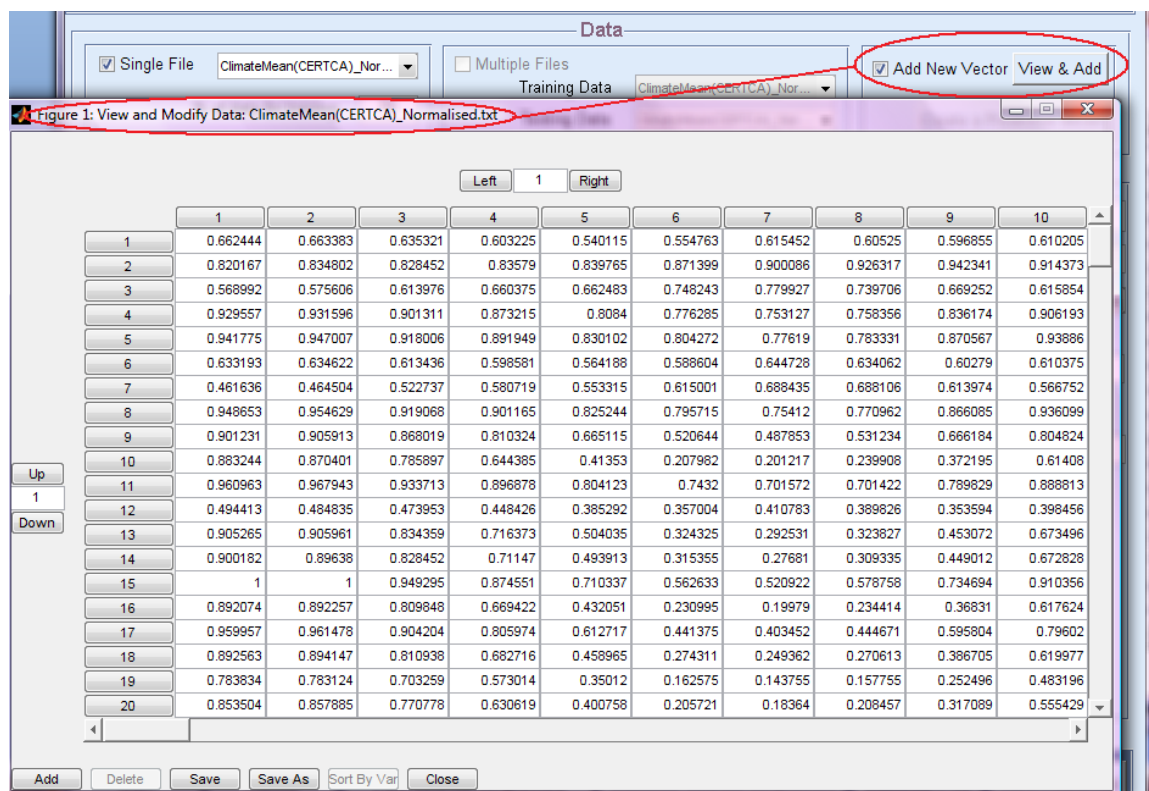 Data
Single File ClimateMean(CERTCA)_Nor... Multiple Files Add New Vector View & Add
Training Data ClimateMean(CERTCA)_Nor...
Figure 1: View and Modify Data: ClimateMean(CERTCA)_Normalised.txt
Left 1 Right
1 2 3 4 5 6 7 8 9 10
1 0.662444 0.663383 0.635321 0.603225 0.540115 0.554763 0.615452 0.60525 0.596855 0.610205
2 0.820167 0.834802 0.828452 0.83579 0.839765 0.871399 0.900086 0.926317 0.942341 0.914373
3 0.568992 0.575606 0.613976 0.660375 0.662483 0.748243 0.779927 0.739706 0.669252 0.615854
4 0.929557 0.931596 0.901311 0.873215 0.8084 0.776285 0.753127 0.758356 0.836174 0.906193
5 0.941775 0.947007 0.918006 0.891949 0.830102 0.804272 0.77619 0.783331 0.870567 0.93886
6 0.633193 0.634622 0.613436 0.598581 0.564188 0.588604 0.644728 0.634062 0.60279 0.610375
7 0.461636 0.464504 0.522737 0.580719 0.553315 0.615001 0.688435 0.688106 0.613974 0.566752
8 0.948653 0.954629 0.919068 0.901165 0.825244 0.795715 0.75412 0.770962 0.866085 0.936099
9 0.901231 0.905913 0.868019 0.810324 0.665115 0.520644 0.487853 0.531234 0.666184 0.804824
Up 10 0.883244 0.870401 0.785897 0.644385 0.41353 0.207982 0.201217 0.239908 0.372195 0.61408
1 11 0.960963 0.967943 0.933713 0.896878 0.804123 0.7432 0.701572 0.701422 0.789829 0.888813
Down 12 0.494413 0.484835 0.473953 0.448426 0.385292 0.357004 0.410783 0.389826 0.353594 0.398456
13 0.905265 0.905961 0.834359 0.716373 0.504035 0.324325 0.292531 0.323827 0.453072 0.673496
14 0.900182 0.89638 0.828452 0.71147 0.493913 0.315355 0.27681 0.309335 0.449012 0.672828
15 1 1 0.949295 0.874551 0.710337 0.562633 0.520922 0.578758 0.734694 0.910356
16 0.892074 0.892257 0.809848 0.669422 0.432051 0.230995 0.19979 0.234414 0.36831 0.617624
17 0.959957 0.961478 0.904204 0.805974 0.612717 0.441375 0.403452 0.444671 0.595804 0.79602
18 0.892563 0.894147 0.810938 0.682716 0.458965 0.274311 0.249362 0.270613 0.386705 0.619977
19 0.783834 0.783124 0.703259 0.573014 0.35012 0.162575 0.143755 0.157755 0.252496 0.483196
20 0.853504 0.857885 0.770778 0.630619 0.400758 0.205721 0.18364 0.208457 0.317089 0.555429
Add Delete Save Save As Sort By Var Close